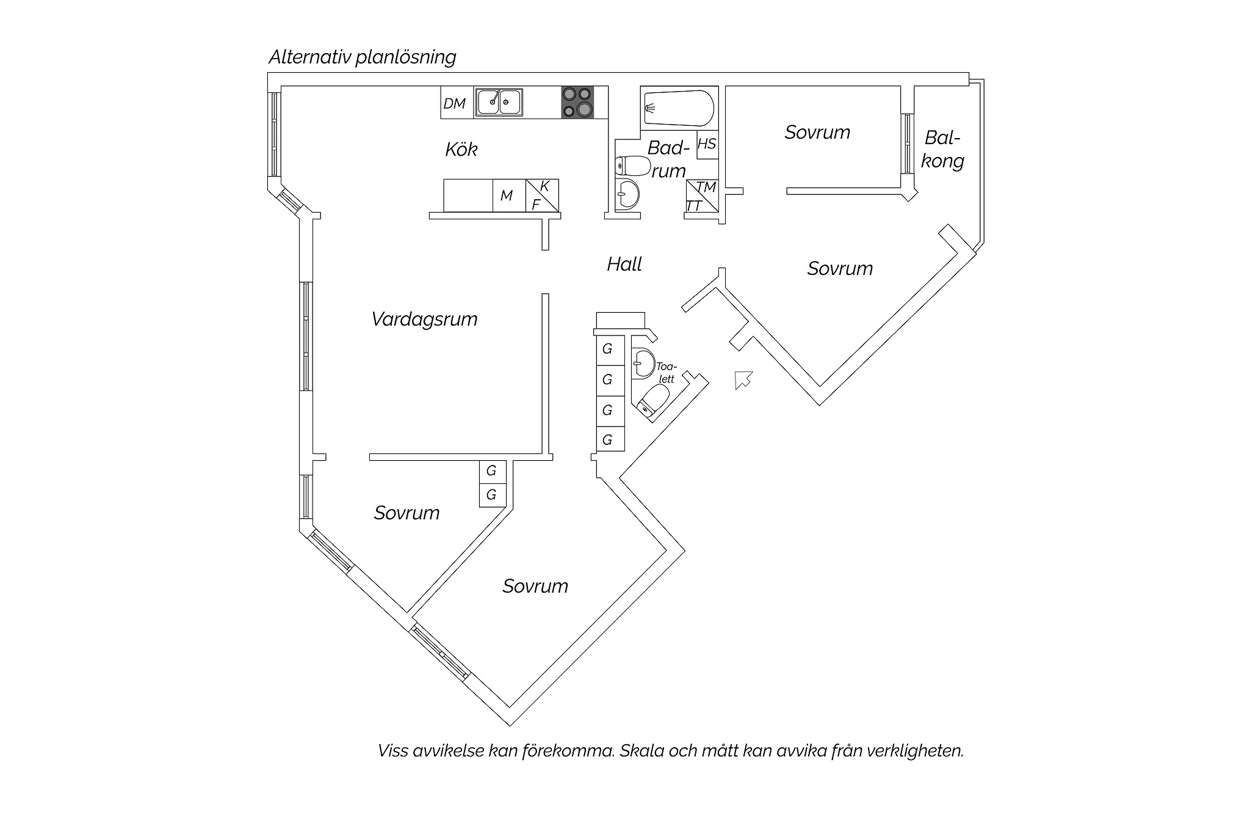 Alternativ planlösning
DM
Kök
M
K
F
Bad-
rum
HS
TM
TT
Sovrum
Bal-
kong
Hall
Sovrum
Vardagsrum
G
G
G
G
Toa-
lett
G
G
Sovrum
Sovrum
Viss avvikelse kan förekomma. Skala och mått kan avvika från verkligheten.